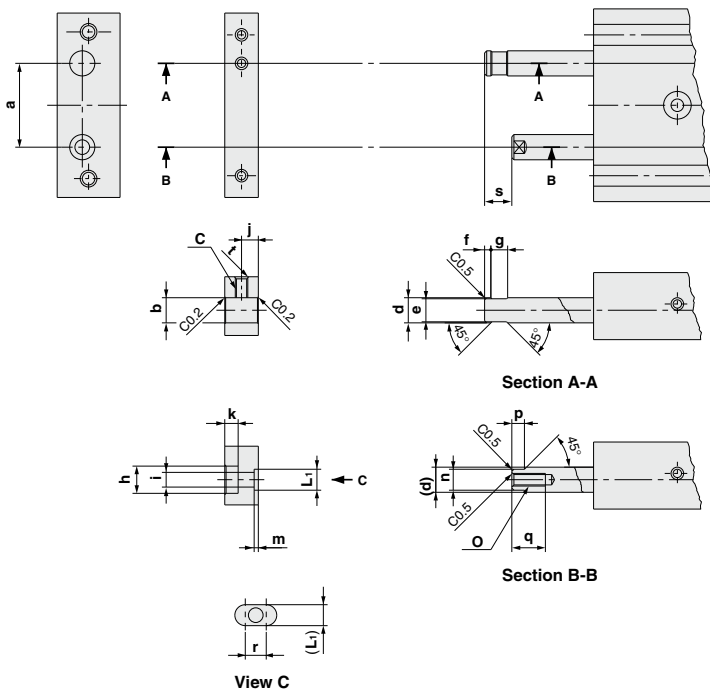 a
A
A
B
B
s
C
t
j
b
C0.2
C0.2
f
g
C0.5
d
e
45°
45°
Section A-A
k
h
i
L1
C
m
p
C0.5
45°
(d)
n
C0.5
O
q
Section B-B
(L1)
r
View C